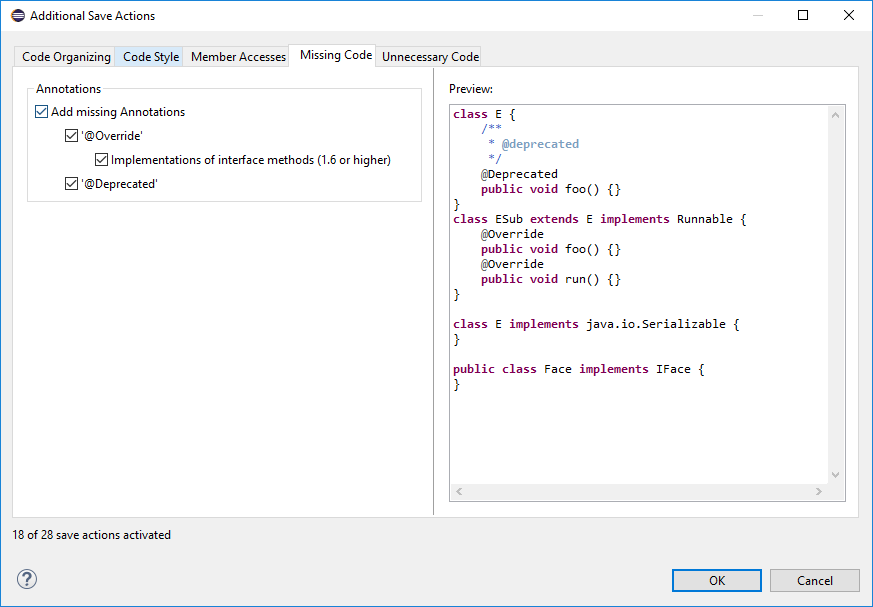 Additional Save Actions
Code Organizing Code Style Member Accesses Missing Code Unnecessary Code
Annotations
Add missing Annotations
'@Override'
Implementations of interface methods (1.6 or higher)
'@Deprecated'
Preview:
class E {
    /**
     * @deprecated
     */
    @Deprecated
    public void foo() {}
}
class ESub extends E implements Runnable {
    @Override
    public void foo() {}
    @Override
    public void run() {}
}
class E implements java.io.Serializable {
}
public class Face implements IFace {
}
18 of 28 save actions activated
?
OK Cancel